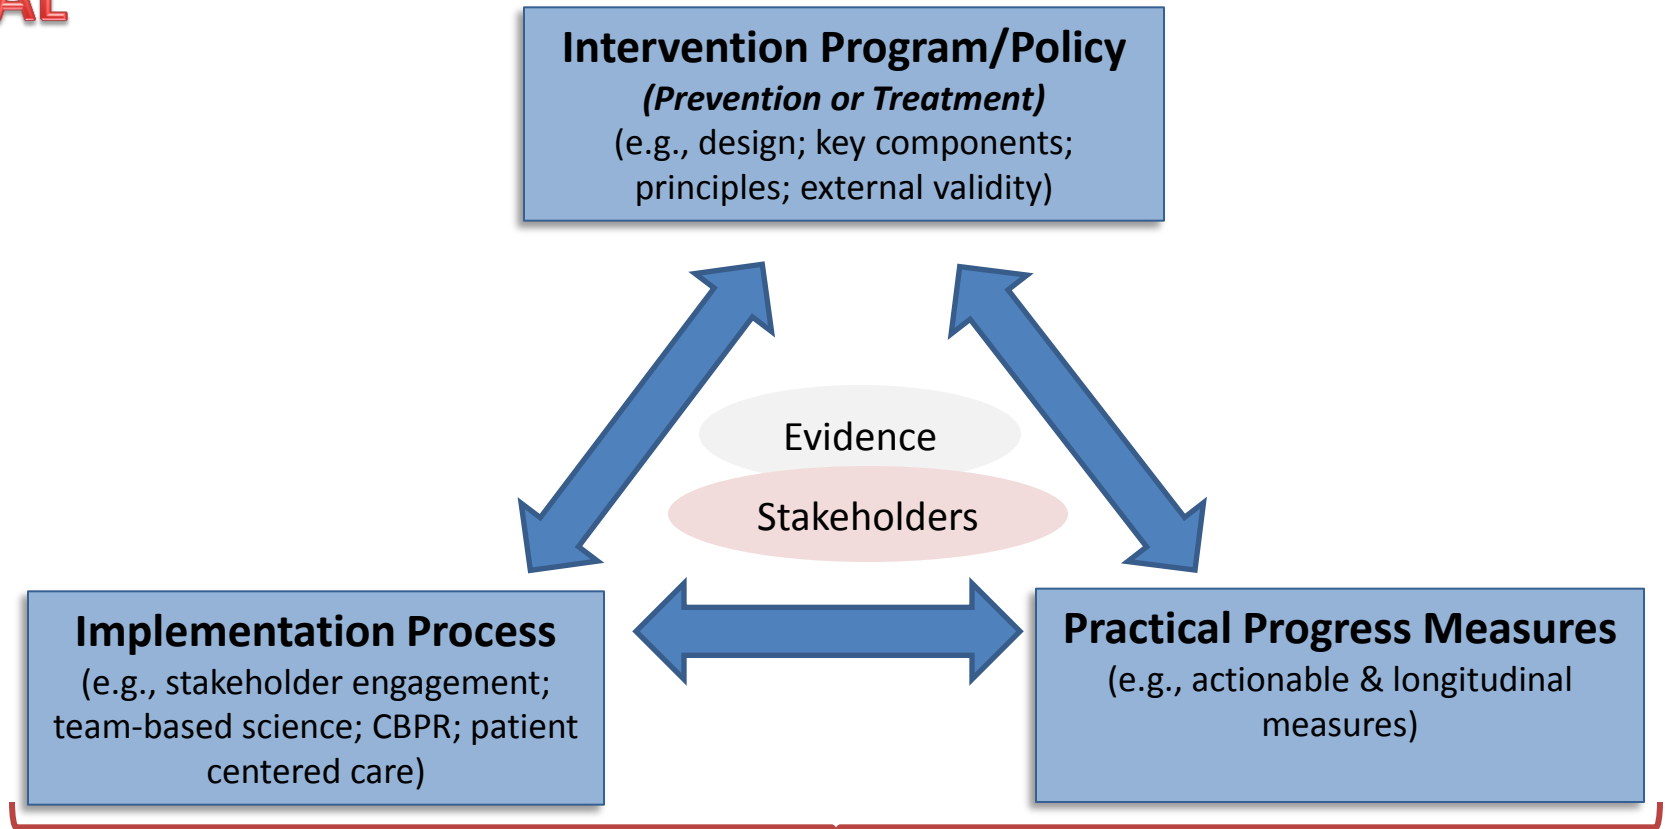 AL
Intervention Program/Policy
(Prevention or Treatment)
(e.g., design; key components;
principles; external validity)
Evidence
Stakeholders
Implementation Process
(e.g., stakeholder engagement;
team-based science; CBPR; patient
centered care)
Practical Progress Measures
(e.g., actionable & longitudinal
measures)